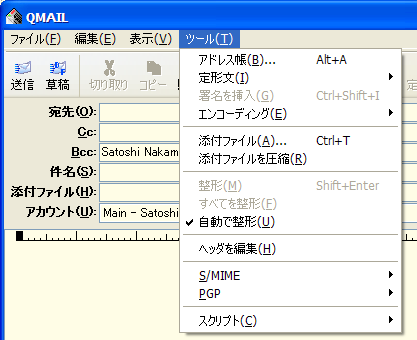 QMAIL
ファイル(F) 編集(E) 表示(V) ツール(T)
送信 草稿 切り取り コピー
宛先(O):
Cc:
Bcc: Satoshi Nakam
件名(S):
添付ファイル(H):
アカウント(U): Main - Satoshi
アドレス帳(B)... Alt+A
定形文(I)
署名を挿入(G) Ctrl+Shift+I
エンコーディング(E)
添付ファイル(A)... Ctrl+T
添付ファイルを圧縮(R)
整形(M) Shift+Enter
すべてを整形(F)
自動で整形(U)
ヘッダを編集(H)
S/MIME
PGP
スクリプト(C)